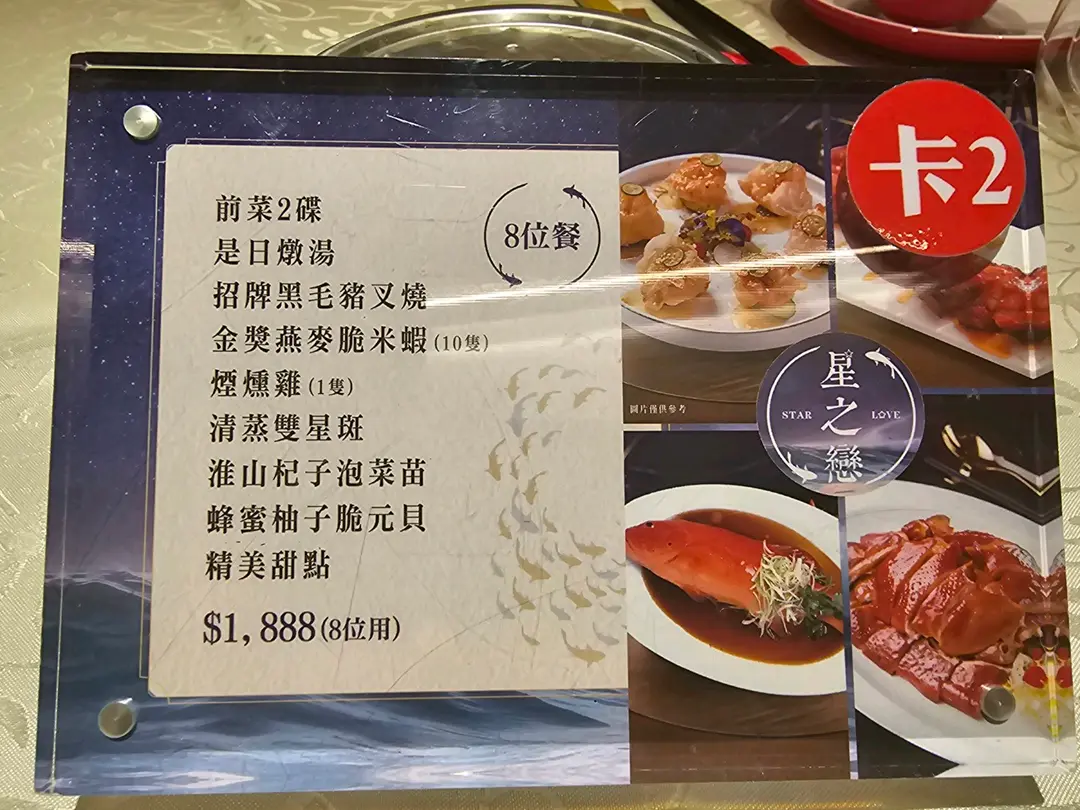 卡2
8位餐
前菜2碟
是日燉湯
招牌黑毛豬叉燒
金獎燕麥脆米蝦(10隻)
煙燻雞(1隻)
清蒸雙星斑
淮山杞子泡菜苗
蜂蜜柚子脆元貝
精美甜點
$1,888(8位用)
圖片僅供參考
星之戀
STAR LOVE